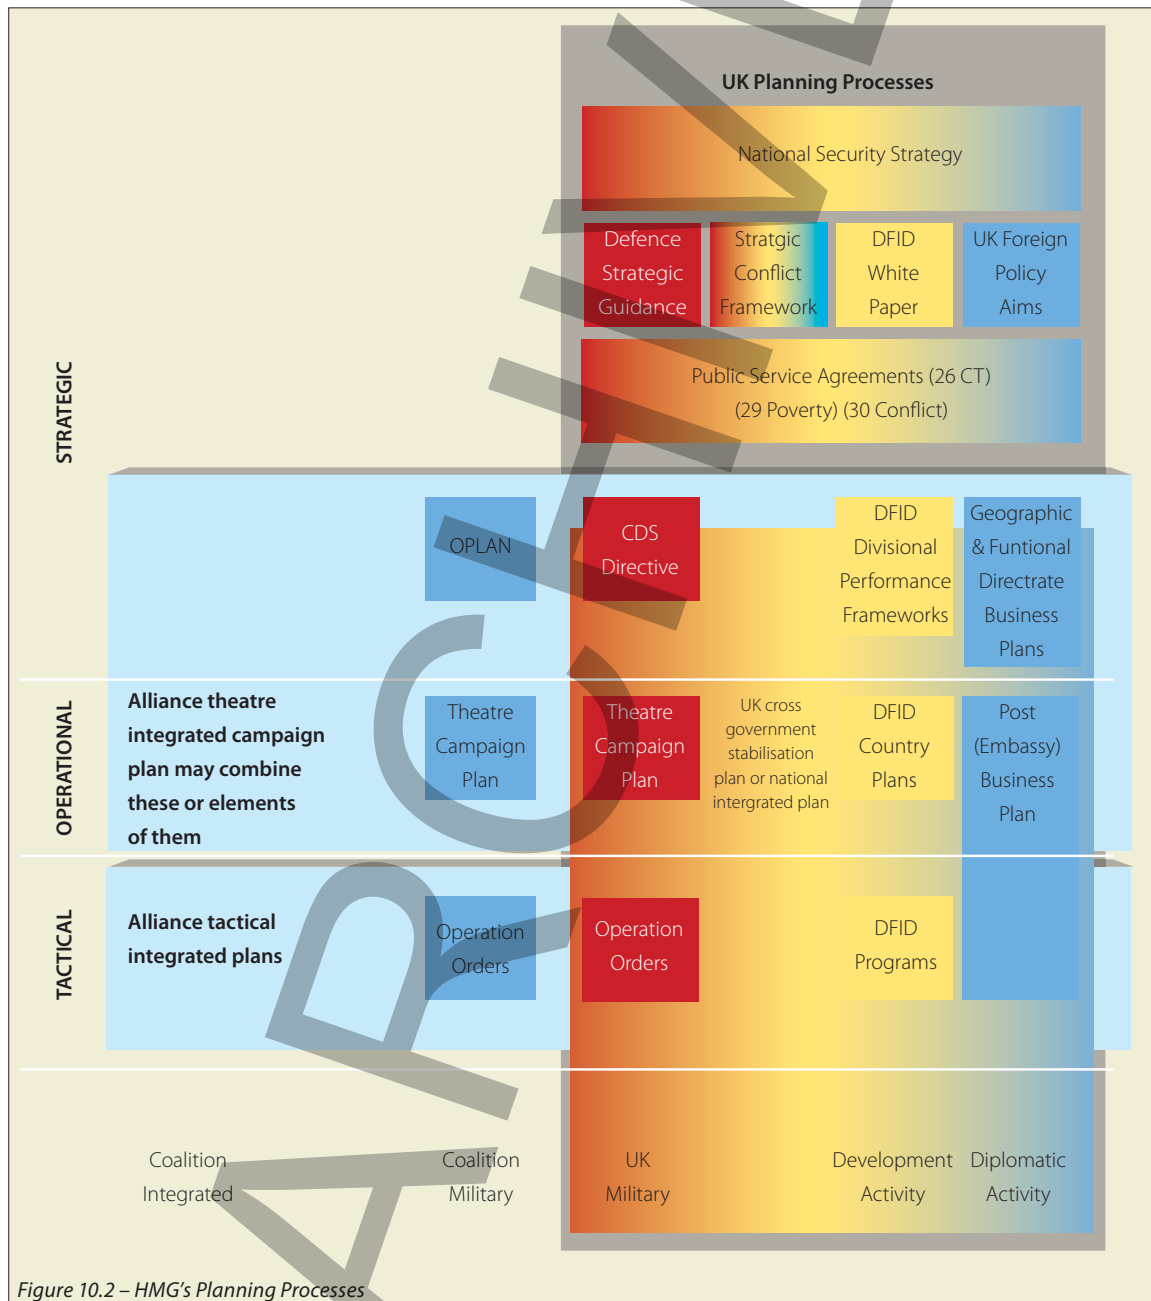 UK Planning Processes
National Security Strategy
Defence
Strategic
Guidance
Stratgic
Conflict
Framework
DFID
White
Paper
UK Foreign
Policy
Aims
Public Service Agreements (26 CT)
(29 Poverty) (30 Conflict)
STRATEGIC
OPLAN
CDS
Directive
DFID
Divisional
Performance
Frameworks
Geographic
& Funtional
Directrate
Business
Plans
OPERATIONAL
Alliance theatre
integrated campaign
plan may combine
these or elements
of them
Theatre
Campaign
Plan
Theatre
Campaign
Plan
UK cross
government
stabilisation
plan or national
intergrated plan
DFID
Country
Plans
Post
(Embassy)
Business
Plan
TACTICAL
Alliance tactical
integrated plans
Operation
Orders
Operation
Orders
DFID
Programs
Coalition
Integrated
Coalition
Military
UK
Military
Development
Activity
Diplomatic
Activity
Figure 10.2 – HMG's Planning Processes
ARCHIVE